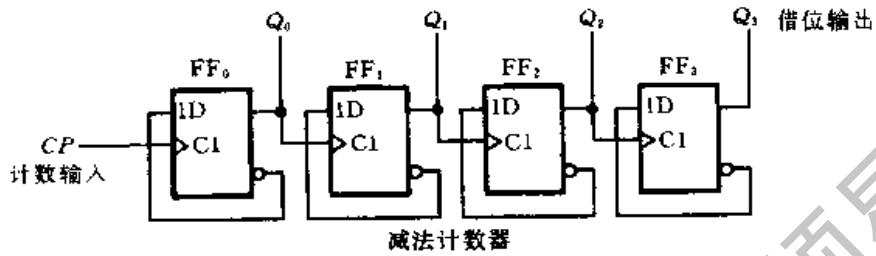 Q₀ Q₁ Q₂ Q₃ 借位输出
FF₀ FF₁ FF₂ FF₃
1D 1D 1D 1D
CP C1 C1 C1 C1
计数输入
减法计数器